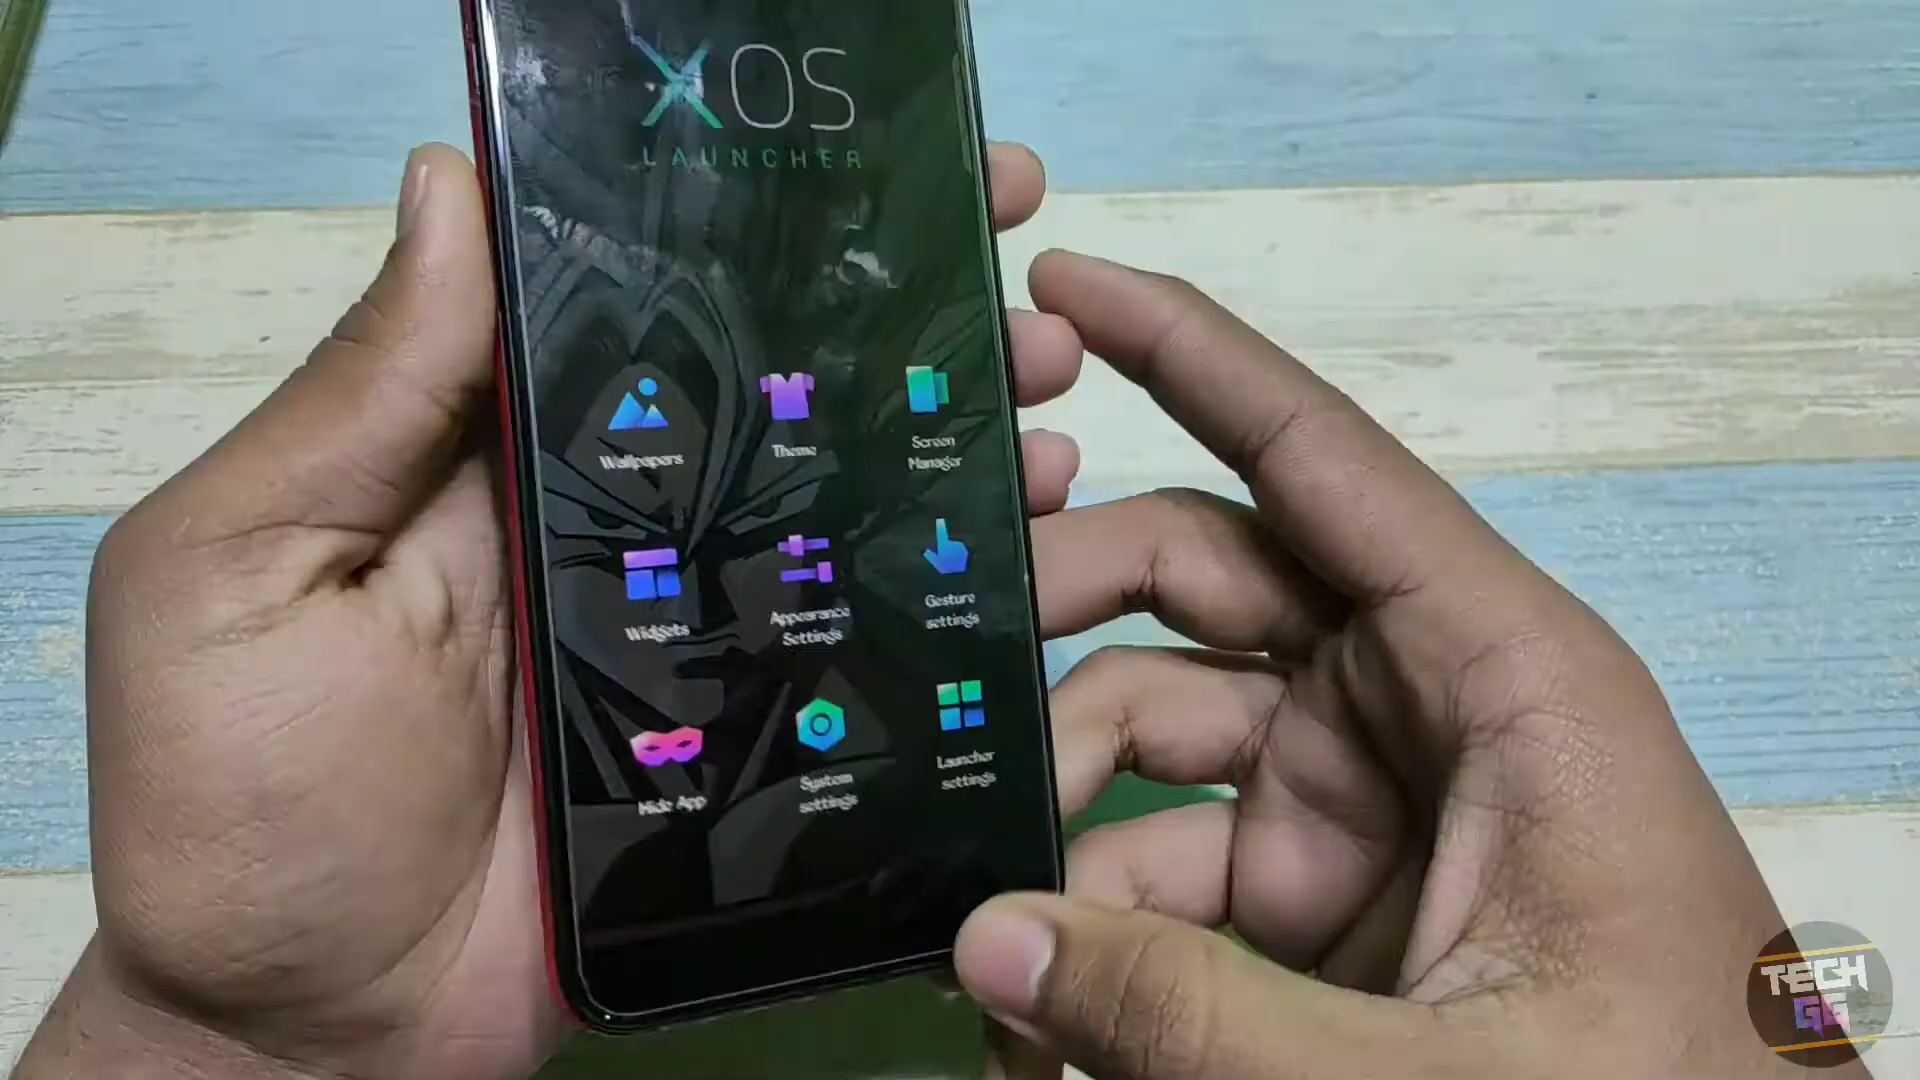 XOS
LAUNCHER
Wallpapers
Theme
Screen
Manager
Widgets
Appearance
Settings
Gesture
settings
Hide App
System
settings
Launcher
settings
TECH
GG